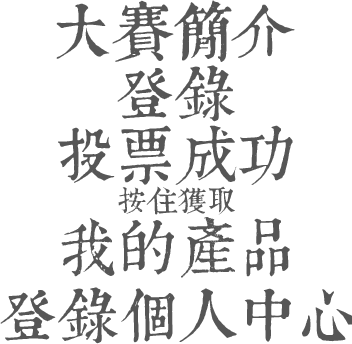 大賽簡介
登錄
投票成功
按住獲取
我的產品
登錄個人中心